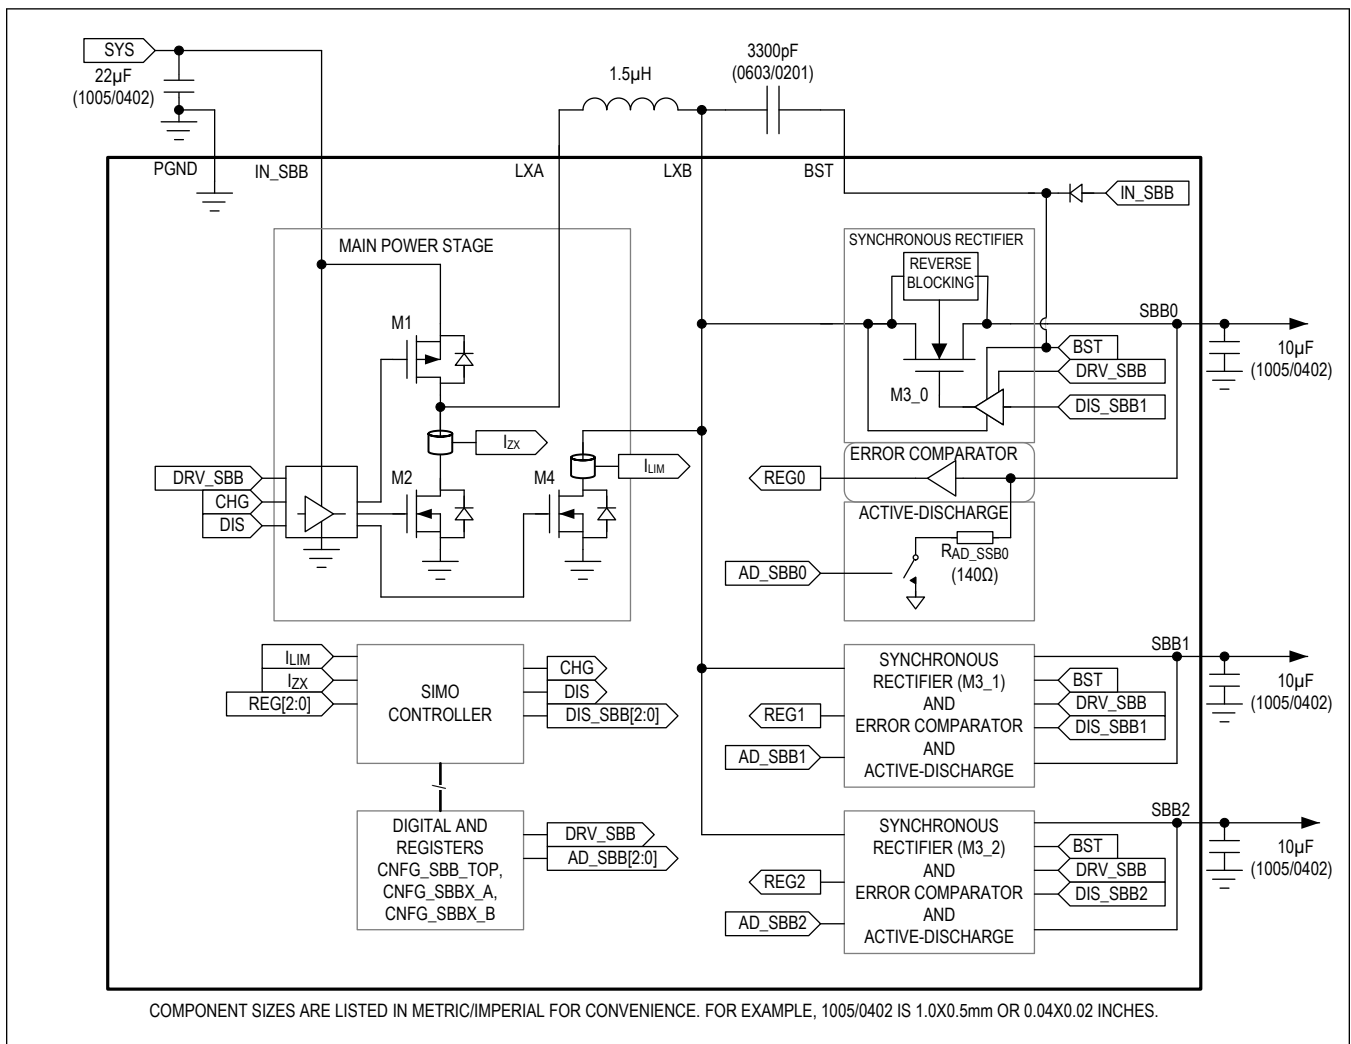 SYS
22µF
(1005/0402)
1.5µH
3300pF
(0603/0201)
PGND
IN_SBB
LXA
LXB
BST
IN_SBB
MAIN POWER STAGE
M1
IZX
M2
M4
ILIM
DRV_SBB
CHG
DIS
SYNCHRONOUS RECTIFIER
REVERSE
BLOCKING
M3_0
SBB0
BST
DRV_SBB
DIS_SBB1
10µF
(1005/0402)
ERROR COMPARATOR
REG0
ACTIVE-DISCHARGE
RAD_SSB0
(140Ω)
AD_SBB0
ILIM
IZX
REG[2:0]
SIMO
CONTROLLER
CHG
DIS
DIS_SBB[2:0]
DIGITAL AND
REGISTERS
CNFG_SBB_TOP,
CNFG_SBBX_A,
CNFG_SBBX_B
DRV_SBB
AD_SBB[2:0]
SYNCHRONOUS
RECTIFIER (M3_1)
AND
ERROR COMPARATOR
AND
ACTIVE-DISCHARGE
REG1
AD_SBB1
SBB1
BST
DRV_SBB
DIS_SBB1
10µF
(1005/0402)
SYNCHRONOUS
RECTIFIER (M3_2)
AND
ERROR COMPARATOR
AND
ACTIVE-DISCHARGE
REG2
AD_SBB2
SBB2
BST
DRV_SBB
DIS_SBB2
10µF
(1005/0402)
COMPONENT SIZES ARE LISTED IN METRIC/IMPERIAL FOR CONVENIENCE. FOR EXAMPLE, 1005/0402 IS 1.0X0.5mm OR 0.04X0.02 INCHES.